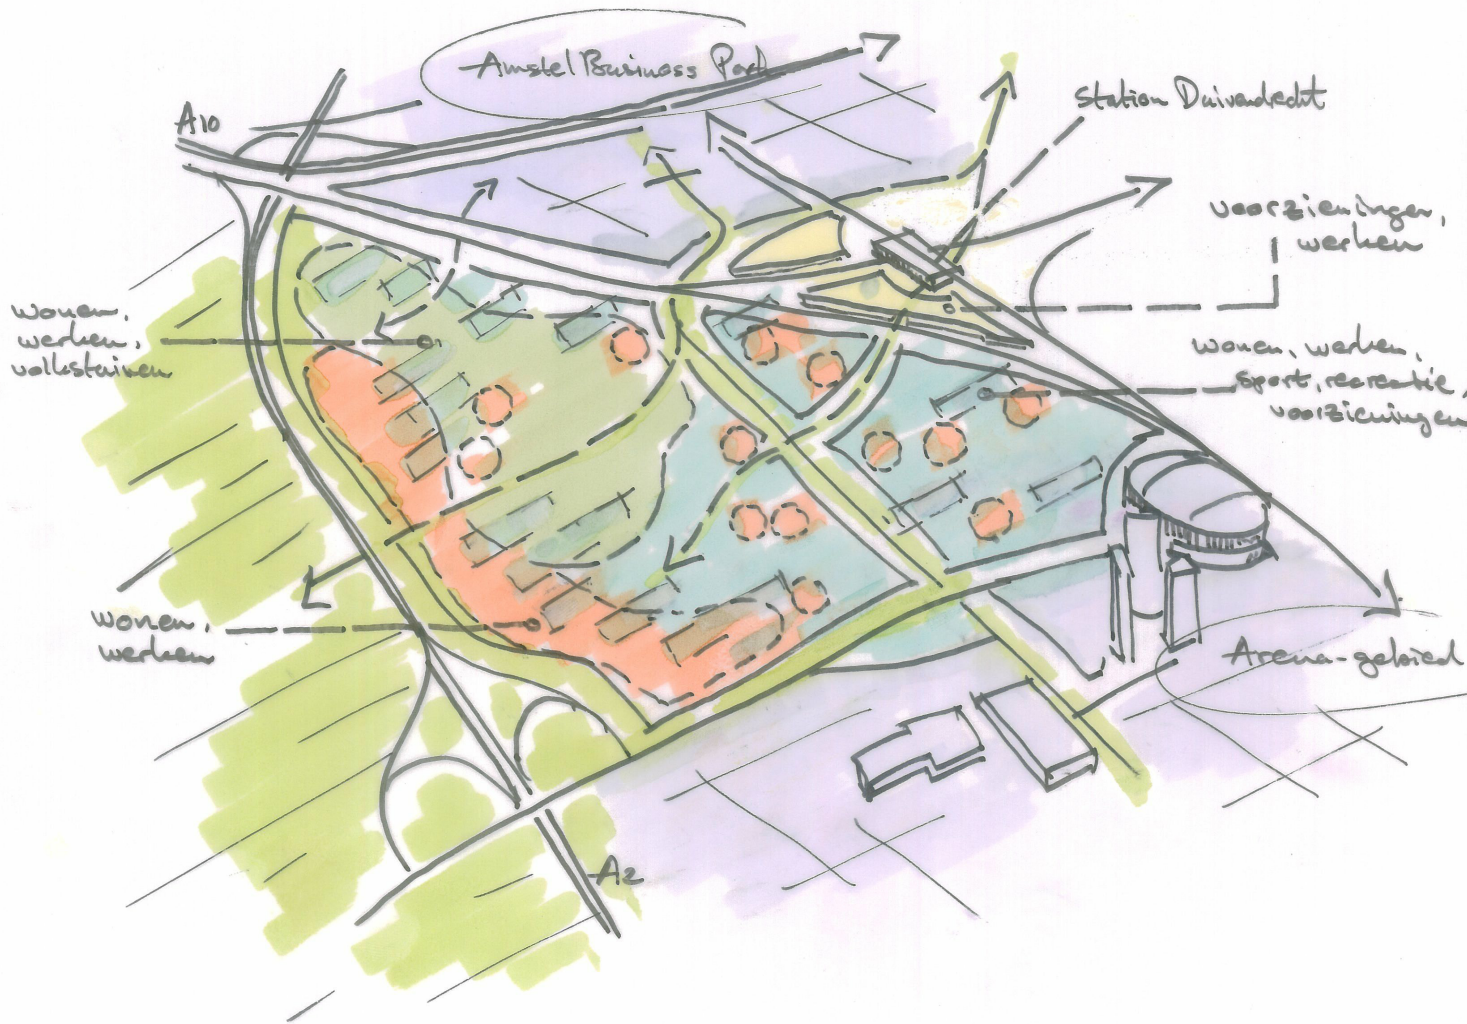 Amstel Business Park
A10
Station Duivendrecht
voorzieningen,
werken
wonen,
werken,
volkstuinen
wonen, werken,
sport, recreatie,
voorzieningen
wonen,
werken
Arena-gebied
A2